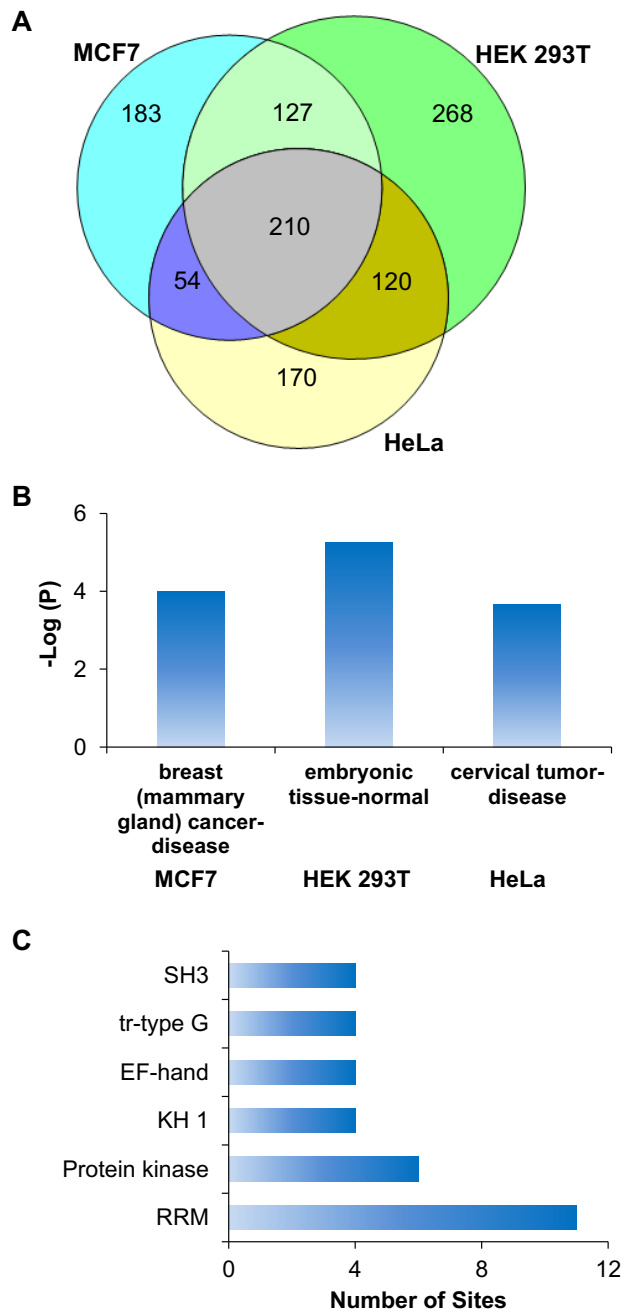 A
MCF7
HEK 293T
183
127
268
210
54
120
170
HeLa
B
-Log (P)
6
4
2
0
breast
(mammary
gland) cancer-
disease
embryonic
tissue-normal
cervical tumor-
disease
MCF7
HEK 293T
HeLa
C
SH3
tr-type G
EF-hand
KH 1
Protein kinase
RRM
0
4
8
12
Number of Sites